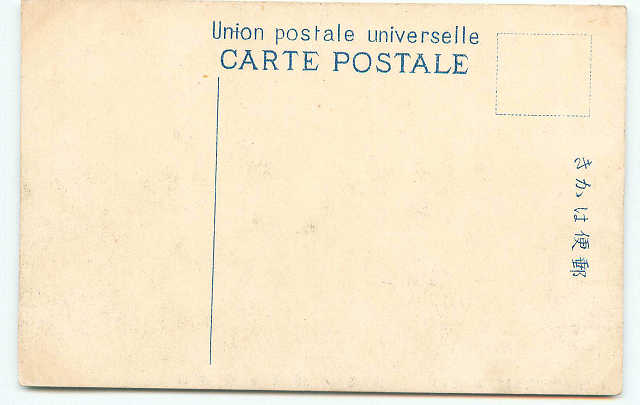 Union postale universelle
CARTE POSTALE
郵便はかき